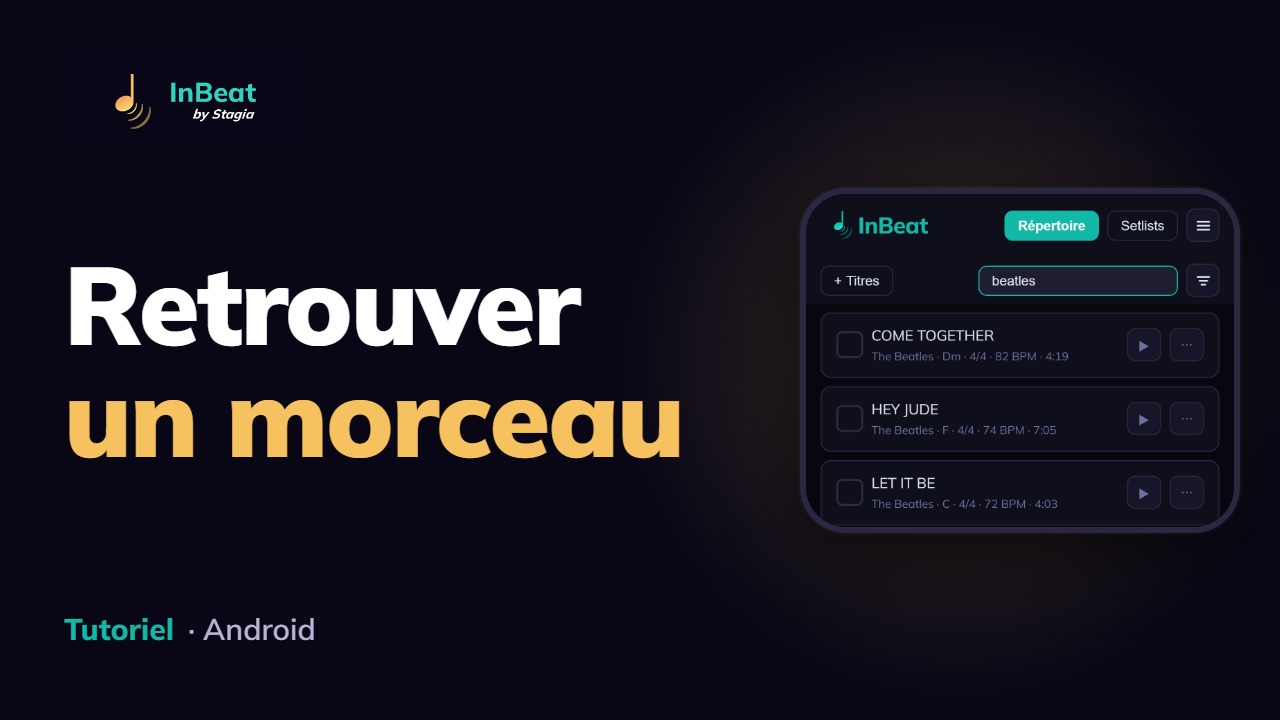 InBeat
by Stagia
Retrouver
un morceau
Tutoriel · Android
InBeat
Répertoire
Setlists
+ Titres
beatles
COME TOGETHER
The Beatles · Dm · 4/4 · 82 BPM · 4:19
HEY JUDE
The Beatles · F · 4/4 · 74 BPM · 7:05
LET IT BE
The Beatles · C · 4/4 · 72 BPM · 4:03